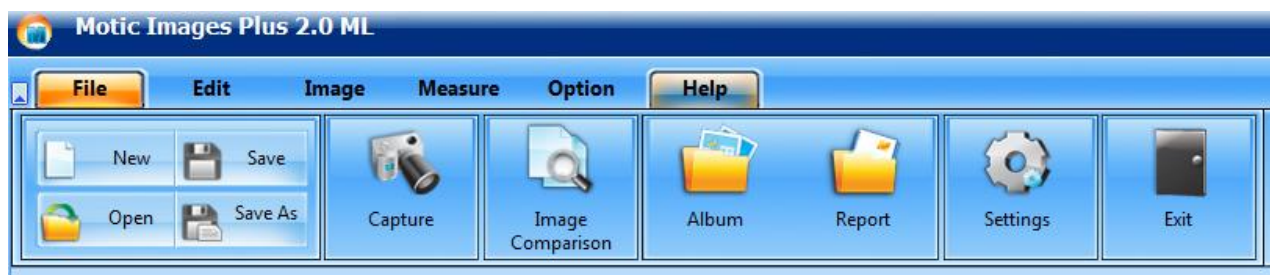 Motic Images Plus 2.0 ML
File Edit Image Measure Option Help
New Save
Open Save As
Capture
Image
Comparison
Album
Report
Settings
Exit